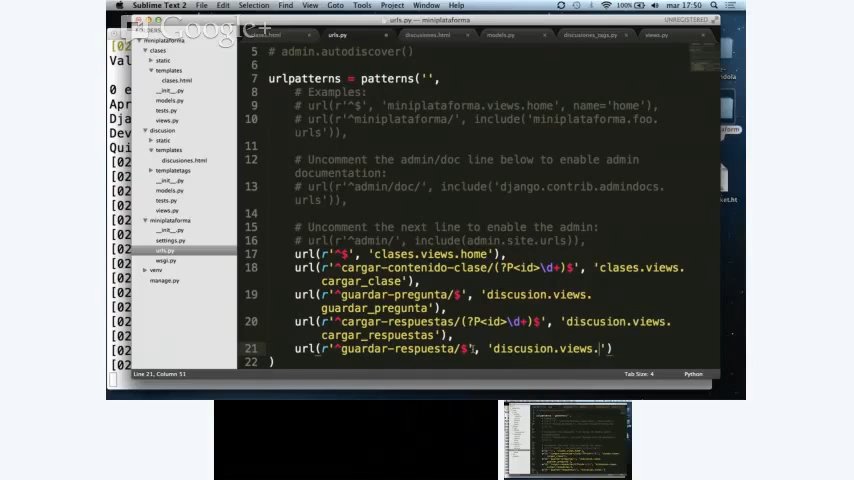 Sublime Text 2 File Edit Selection Find View Goto Tools Project Window Help 100% mar 17:50
urls.py — miniplataforma
UNREGISTERED
Google+
urls.py
discusiones.html
models.py
discusiones_tags.py
views.py
miniplataforma
clases
static
templates
clases.html
__init__.py
models.py
tests.py
views.py
discusion
static
templates
discusiones.html
templatetags
__init__.py
models.py
tests.py
views.py
miniplataforma
__init__.py
settings.py
urls.py
wsgi.py
venv
manage.py
5 # admin.autodiscover()
6
7 urlpatterns = patterns('',
8 # Examples:
9 # url(r'^$', 'miniplataforma.views.home', name='home'),
10 # url(r'^miniplataforma/', include('miniplataforma.foo.
urls')),
11
12 # Uncomment the admin/doc line below to enable admin
documentation:
13 # url(r'^admin/doc/', include('django.contrib.admindocs.
urls')),
14
15 # Uncomment the next line to enable the admin:
16 # url(r'^admin/', include(admin.site.urls)),
17 url(r'^$', 'clases.views.home'),
18 url(r'^cargar-contenido-clase/(?P<id>\d+)$', 'clases.views.
cargar_clase'),
19 url(r'^guardar-pregunta/$', 'discusion.views.
guardar_pregunta'),
20 url(r'^cargar-respuestas/(?P<id>\d+)$', 'discusion.views.
cargar_respuestas'),
21 url(r'^guardar-respuesta/$', 'discusion.views.')
22 )
Line 21, Column 51
Tab Size: 4
Python